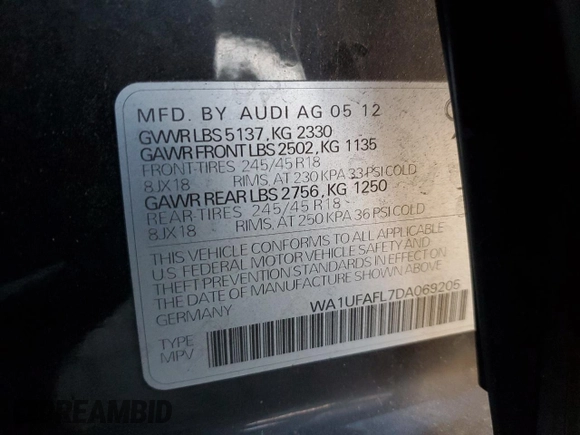 MFD. BY AUDI AG 05 12
GVWR LBS 5137, KG 2330
GAWR FRONT LBS 2502, KG 1135
FRONT-TIRES 245/45 R18
8JX18 RIMS, AT 230 KPA 33 PSI COLD
GAWR REAR LBS 2756, KG 1250
REAR-TIRES 245/45 R18
8JX18 RIMS, AT 250 KPA 36 PSI COLD
THIS VEHICLE CONFORMS TO ALL APPLICABLE
U.S. FEDERAL MOTOR VEHICLE SAFETY AND
THEFT PREVENTION STANDARDS IN EFFECT ON
THE DATE OF MANUFACTURE SHOWN ABOVE
GERMANY WA1UFAFL7DA069205
TYPE
MPV
DREAMBID